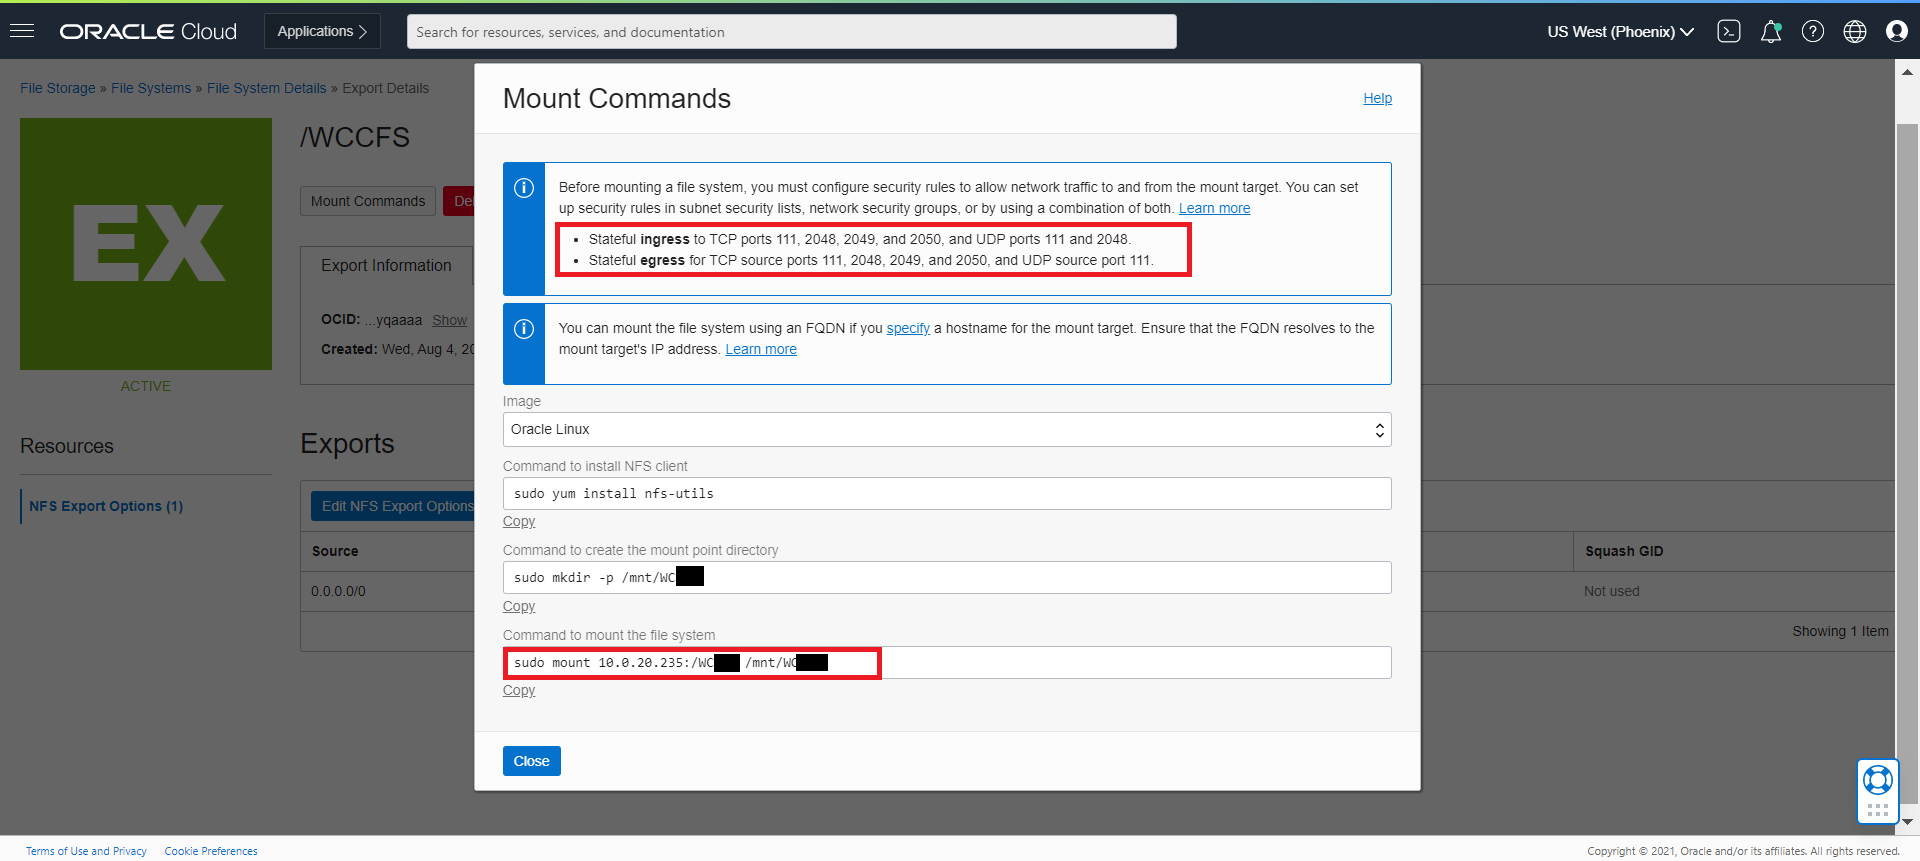 ORACLE Cloud
Applications
Search for resources, services, and documentation
US West (Phoenix)
File Storage » File Systems » File System Details » Export Details
EX
ACTIVE
Resources
NFS Export Options (1)
/WCCFS
Mount Commands
Export Information
OCID: ...yqaaaa Show
Created: Wed, Aug 4,
Exports
Edit NFS Export Options
Source
Squash GID
0.0.0.0/0
Not used
Showing 1 Item
Mount Commands
Help
Before mounting a file system, you must configure security rules to allow network traffic to and from the mount target. You can set
up security rules in subnet security lists, network security groups, or by using a combination of both. Learn more
• Stateful ingress to TCP ports 111, 2048, 2049, and 2050, and UDP ports 111 and 2048.
• Stateful egress for TCP source ports 111, 2048, 2049, and 2050, and UDP source port 111.
You can mount the file system using an FQDN if you specify a hostname for the mount target. Ensure that the FQDN resolves to the
mount target's IP address. Learn more
Image
Oracle Linux
Command to install NFS client
sudo yum install nfs-utils
Copy
Command to create the mount point directory
sudo mkdir -p /mnt/WC
Copy
Command to mount the file system
sudo mount 10.0.20.235:/WC /mnt/WC
Copy
Close
Terms of Use and Privacy
Cookie Preferences
Copyright © 2021, Oracle and/or its affiliates. All rights reserved.